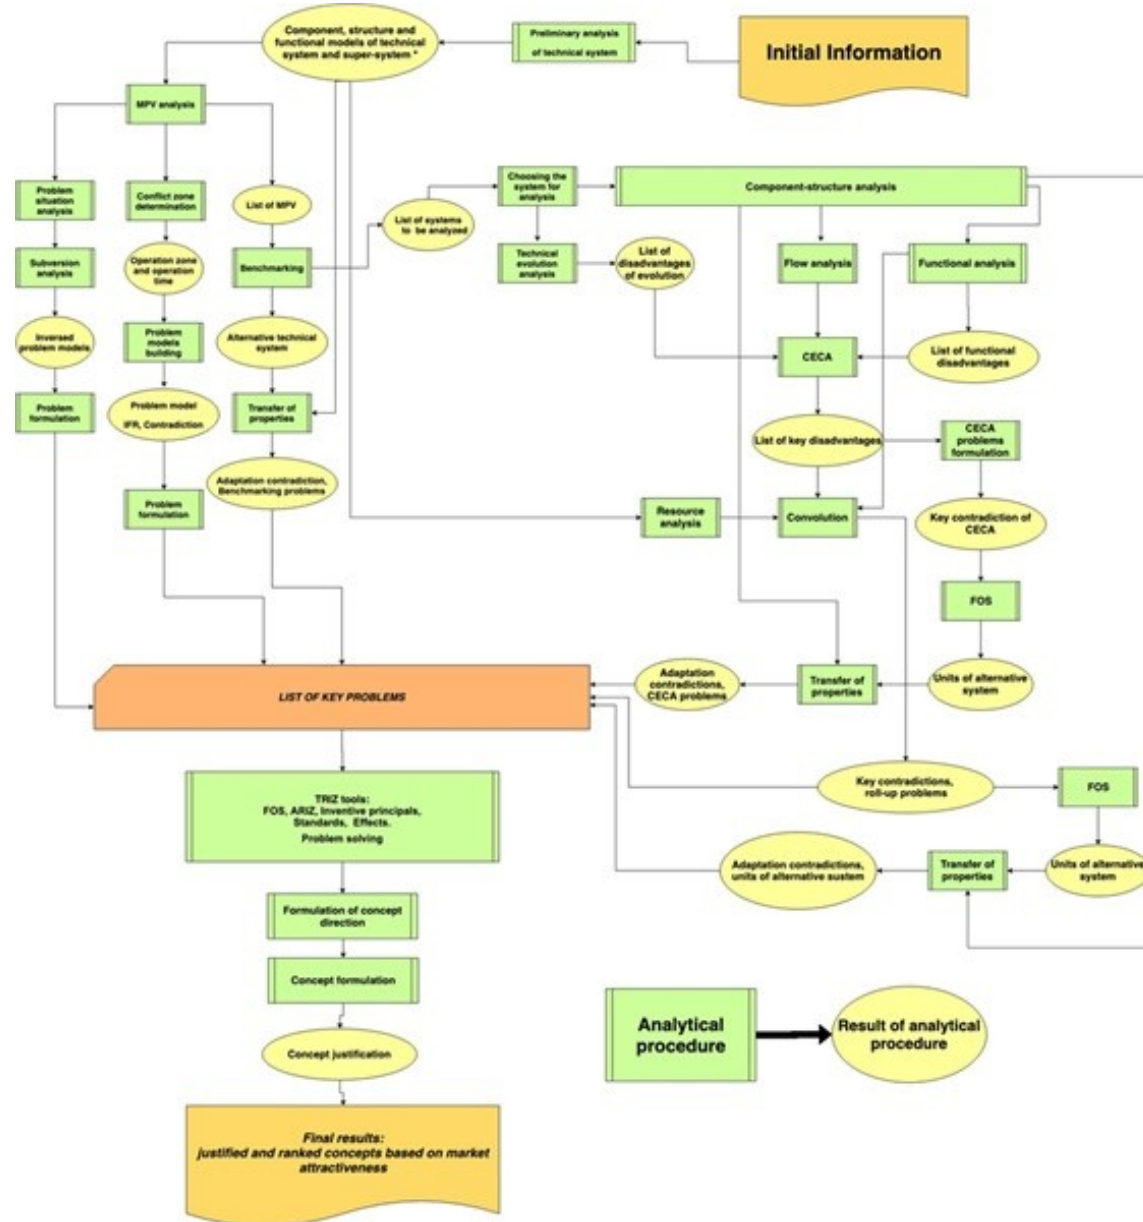 Component, structure and
functional models of technical
system and super-system *
Preliminary analysis
of technical system
Initial Information
MPV analysis
Problem
situation
analysis
Conflict zone
determination
List of MPV
List of systems
to be analyzed
Choosing the
system for
analysis
Component-structure analysis
Subversion
analysis
Operation zone
and operation
time
Benchmarking
Technical
evolution
analysis
List of
disadvantages
of evolution
Flow analysis
Functional analysis
Inversed
problem models
Problem
models
building
Alternative technical
system
CECA
List of functional
disadvantages
Problem
formulation
Problem model
IFR, Contradiction
Transfer of
properties
List of key disadvantages
CECA
problems
formulation
Adaptation contradiction,
Benchmarking problems
Problem
formulation
Resource
analysis
Convolution
Key contradiction of
CECA
FOS
LIST OF KEY PROBLEMS
Adaptation
contradictions,
CECA problems
Transfer of
properties
Units of alternative
system
TRIZ tools:
FOS, ARIZ, Inventive principals,
Standards, Effects.
Problem solving
Key contradictions,
roll-up problems
FOS
Adaptation contradictions,
units of alternative sustem
Transfer of
properties
Units of alternative
system
Formulation of concept
direction
Concept formulation
Concept justification
Analytical
procedure
Result of analytical
procedure
Final results:
justified and ranked concepts based on market
attractiveness